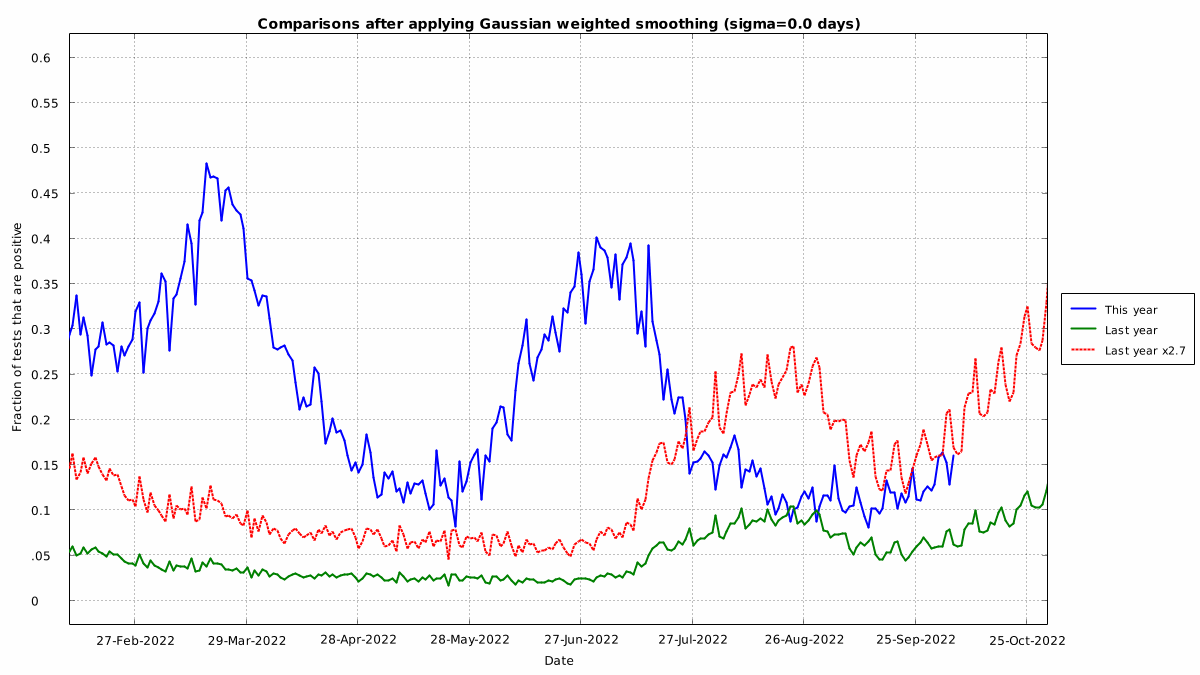 Comparisons after applying Gaussian weighted smoothing (sigma=0.0 days)
0.6
0.55
0.5
0.45
0.4
0.35
0.3
0.25
0.2
0.15
0.1
.05
0
Fraction of tests that are positive
27-Feb-2022 29-Mar-2022 28-Apr-2022 28-May-2022 27-Jun-2022 27-Jul-2022 26-Aug-2022 25-Sep-2022 25-Oct-2022
Date
This year
Last year
Last year x2.7